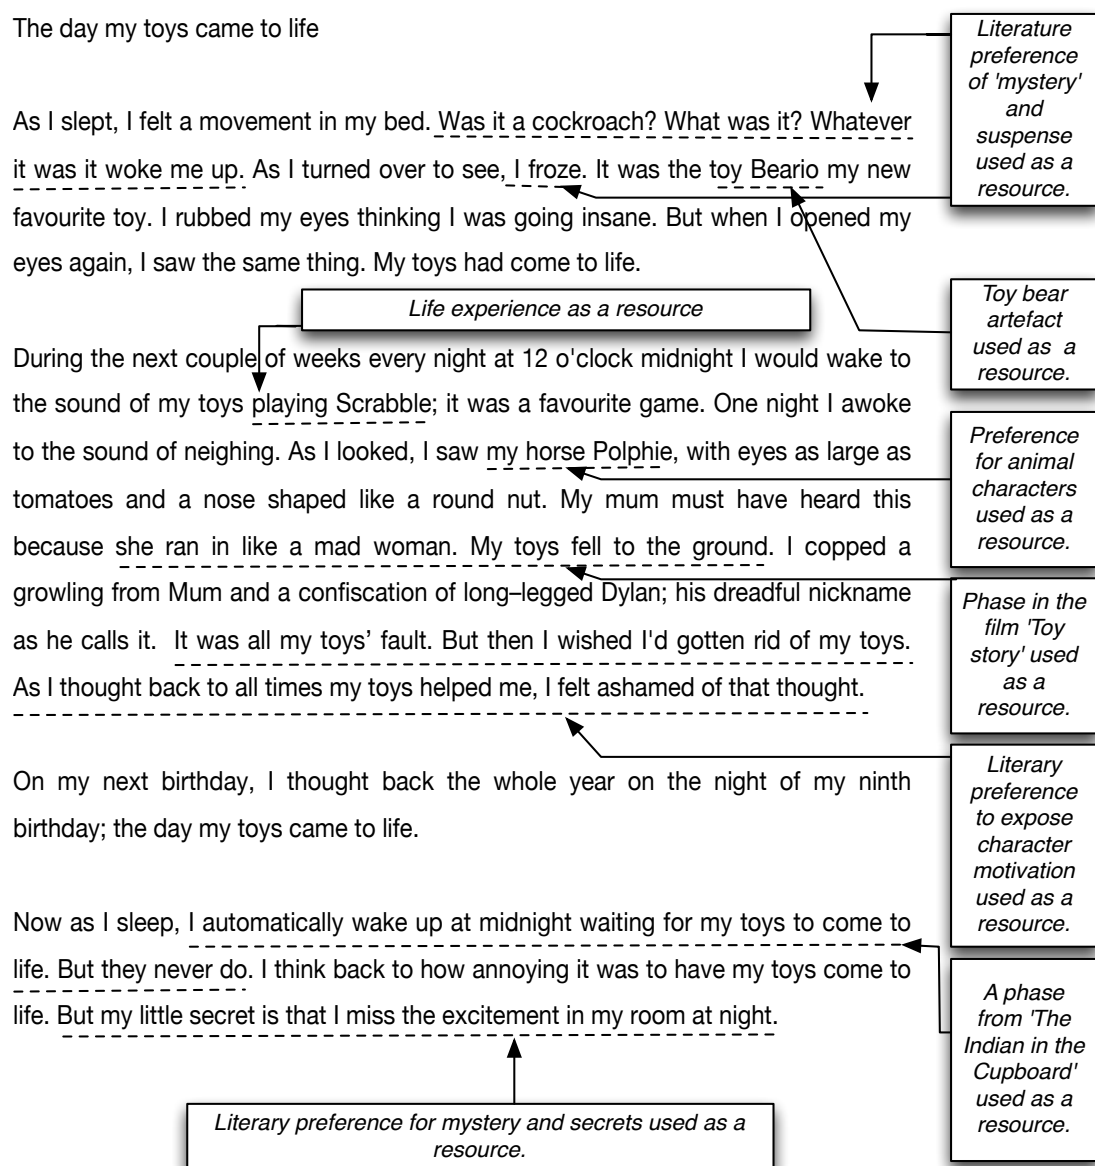 The day my toys came to life
Literature
preference
of 'mystery'
and
suspense
used as a
resource.
As I slept, I felt a movement in my bed. Was it a cockroach? What was it? Whatever
it was it woke me up. As I turned over to see, I froze. It was the toy Beario my new
favourite toy. I rubbed my eyes thinking I was going insane. But when I opened my
eyes again, I saw the same thing. My toys had come to life.
Toy bear
artefact
used as a
resource.
Life experience as a resource
During the next couple of weeks every night at 12 o'clock midnight I would wake to
the sound of my toys playing Scrabble; it was a favourite game. One night I awoke
to the sound of neighing. As I looked, I saw my horse Polphie, with eyes as large as
tomatoes and a nose shaped like a round nut. My mum must have heard this
because she ran in like a mad woman. My toys fell to the ground. I copped a
growling from Mum and a confiscation of long–legged Dylan; his dreadful nickname
as he calls it. It was all my toys’ fault. But then I wished I'd gotten rid of my toys.
As I thought back to all times my toys helped me, I felt ashamed of that thought.
Preference
for animal
characters
used as a
resource.
Phase in the
film 'Toy
story' used
as a
resource.
Literary
preference
to expose
character
motivation
used as a
resource.
On my next birthday, I thought back the whole year on the night of my ninth
birthday; the day my toys came to life.
Now as I sleep, I automatically wake up at midnight waiting for my toys to come to
life. But they never do. I think back to how annoying it was to have my toys come to
life. But my little secret is that I miss the excitement in my room at night.
A phase
from 'The
Indian in the
Cupboard'
used as a
resource.
Literary preference for mystery and secrets used as a
resource.